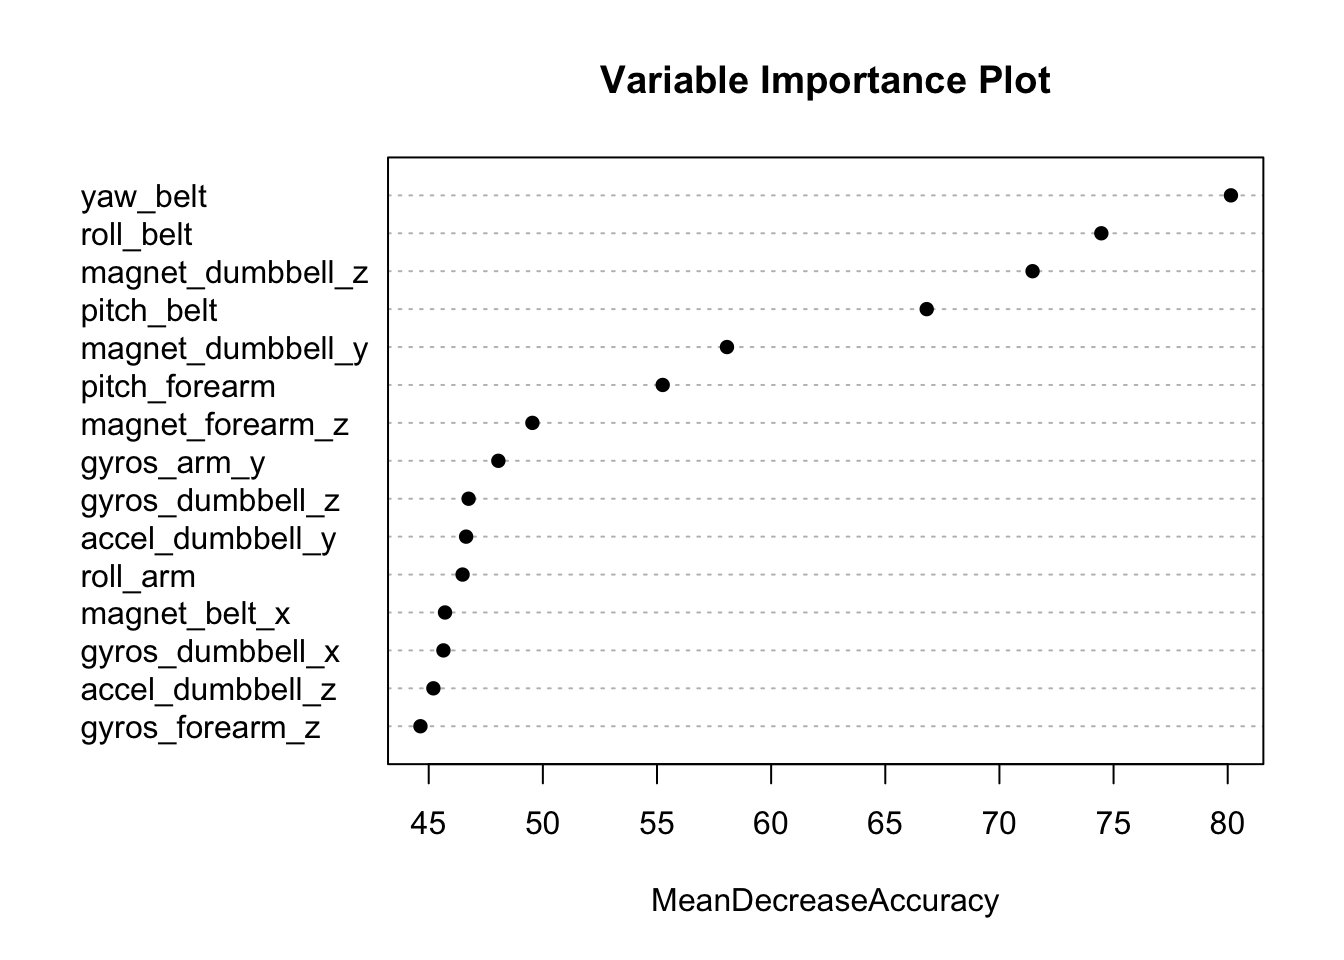 Variable Importance Plot
yaw_belt
roll_belt
magnet_dumbbell_z
pitch_belt
magnet_dumbbell_y
pitch_forearm
magnet_forearm_z
gyros_arm_y
gyros_dumbbell_z
accel_dumbbell_y
roll_arm
magnet_belt_x
gyros_dumbbell_x
accel_dumbbell_z
gyros_forearm_z
45 50 55 60 65 70 75 80
MeanDecreaseAccuracy